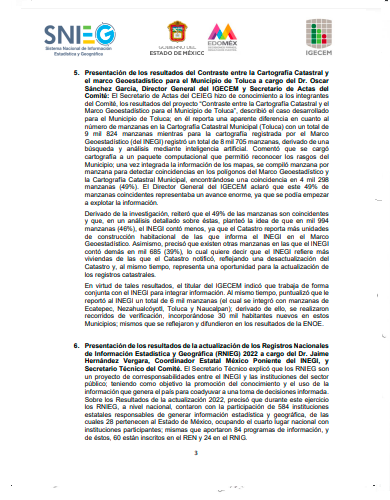 SNIEG
Sistema Nacional de Información
Estadística y Geográfica
GOBIERNO DEL
ESTADO DE MÉXICO
EDOMEX
IGECEM
5. Presentación de los resultados del Contraste entre la Cartografía Catastral y
el marco Geoestadístico para el Municipio de Toluca a cargo del Dr. Oscar
Sánchez García, Director General del IGECEM y Secretario de Actas del
Comité: El Secretario de Actas del CEIEG hizo de conocimiento a los integrantes
del Comité, los resultados del proyecto "Contraste entre la Cartografía Catastral y el
Marco Geoestadístico para el Municipio de Toluca", describió el caso desarrollado
para el Municipio de Toluca; en él reporta una aparente diferencia en cuanto al
número de manzanas en la Cartografía Catastral Municipal (Toluca) con un total de
9 mil 824 manzanas mientras para la cartografía registrada por el Marco
Geoestadístico (del INEGI) registró un total de 8 mil 705 manzanas, derivado de una
búsqueda y análisis mediante inteligencia artificial. Comentó que se cargó
cartografía a un paquete computacional que permitió reconocer los rasgos del
Municipio; una vez integrada la información de los mapas, se compiló manzana por
manzana para detectar coincidencias en los polígonos del Marco Geoestadístico y
la Cartografía Catastral Municipal, encontrándose una coincidencia en 4 mil 298
manzanas (49%). El Director General del IGECEM aclaró que este 49% de
manzanas coincidentes representaba un avance enorme, ya que se podía empezar
a explotar la información.
Derivado de la investigación, reiteró que el 49% de las manzanas son coincidentes
y que, en un análisis detallado sobre éstas, planteó la idea de que en mil 994
manzanas (46%), el INEGI contó menos, ya que el Catastro reporta más unidades
de construcción habitacional de las que informa el INEGI en el Marco
Geoestadístico. Asimismo, precisó que existen otras manzanas en las que el INEGI
contó demás en mil 685 (39%), lo cual quiere decir que el INEGI refiere más
viviendas de las que el Catastro notificó, reflejando una desactualización del
Catastro y, al mismo tiempo, representa una oportunidad para la actualización de
los registros catastrales.
En virtud de tales resultados, el titular del IGECEM indicó que trabaja de forma
conjunta con el INEGI para integrar información. Al mismo tiempo, puntualizó que le
reportó al INEGI un total de 6 mil manzanas (el cual se integró con manzanas de
Ecatepec, Nezahualcóyotl, Toluca y Naucalpan); derivado de ello, se realizaron
recorridos de verificación, incorporándose 30 mil habitantes nuevos en estos
Municipios; mismos que se reflejaron y difundieron en los resultados de la ENOE.
6. Presentación de los resultados de la actualización de los Registros Nacionales
de Información Estadística y Geográfica (RNIEG) 2022 a cargo del Dr. Jaime
Hernández Vergara, Coordinador Estatal México Poniente del INEGI, y
Secretario Técnico del Comité. El Secretario Técnico explicó que los RNIEG son
un proyecto de corresponsabilidades entre el INEGI y las instituciones del sector
público; teniendo como objetivo la promoción del conocimiento y el uso de la
información que genera el país para coadyuvar a una toma de decisiones informada.
Sobre los Resultados de la actualización 2022, precisó que durante este ejercicio
los RNIEG, a nivel nacional, contaron con la participación de 584 instituciones
estatales responsables de generar información estadística y geográfica, de las
cuales 28 pertenecen al Estado de México, ocupando el cuarto lugar nacional con
instituciones participantes; mismas que aportaron 84 programas de información, y
de éstos, 60 están inscritos en el REN y 24 en el RNIG.
3